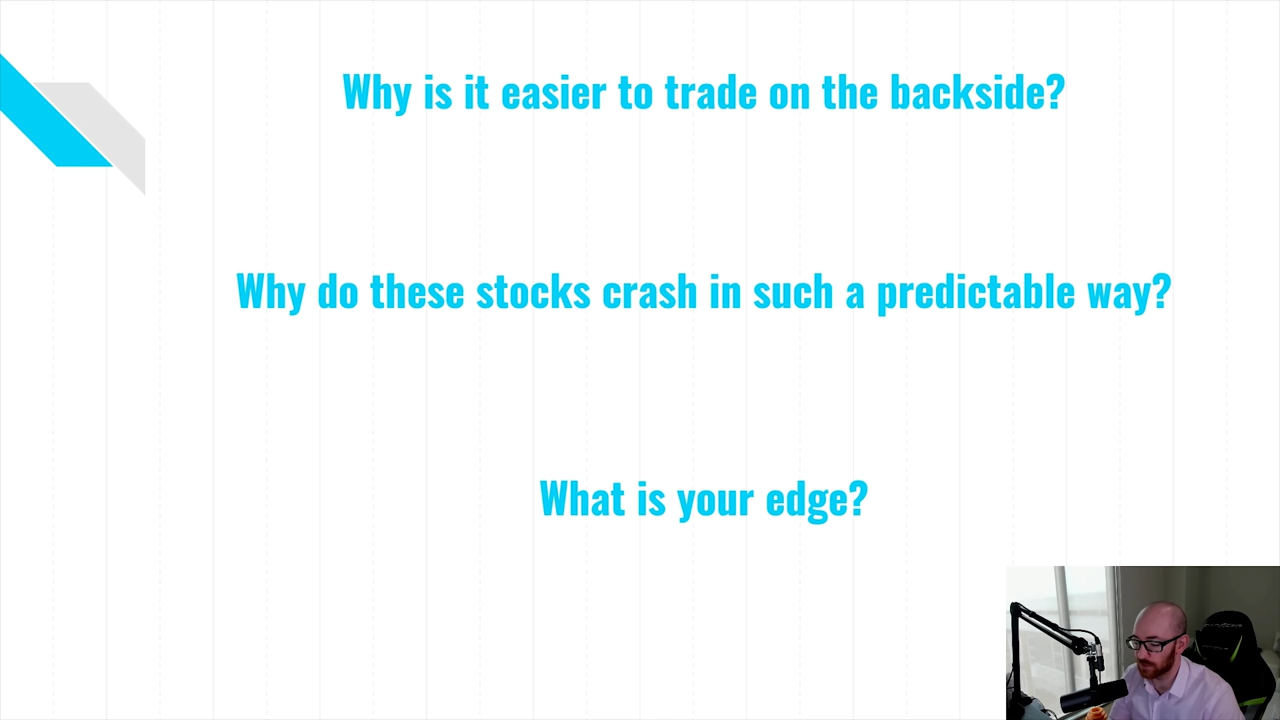 Why is it easier to trade on the backside?
Why do these stocks crash in such a predictable way?
What is your edge?